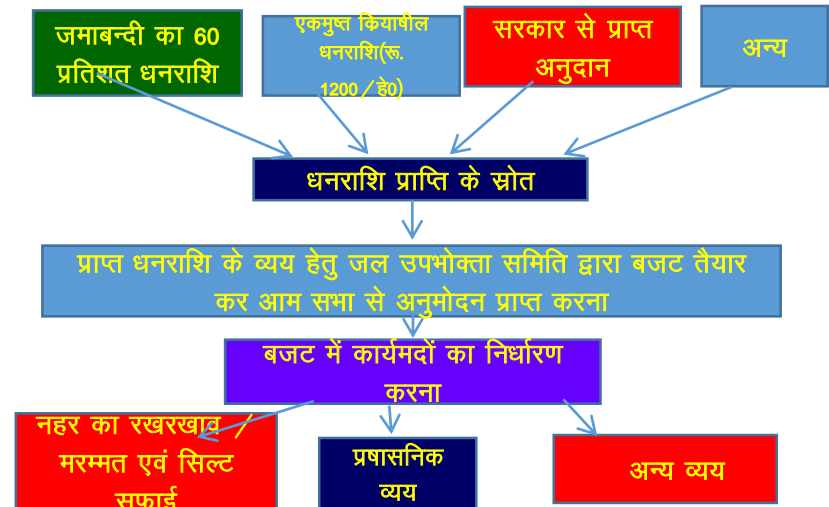 जमाबन्दी का 60
प्रतिशत धनराशि
एकमुष्त कियाषील
धनराशि(रू.
1200 / हे0)
सरकार से प्राप्त
अनुदान
अन्य
धनराशि प्राप्ति के स्रोत
प्राप्त धनराशि के व्यय हेतु जल उपभोक्ता समिति द्वारा बजट तैयार
कर आम सभा से अनुमोदन प्राप्त करना
बजट में कार्यमदों का निर्धारण
करना
नहर का रखरखाव /
मरम्मत एवं सिल्ट
सफाई
प्रषासनिक
व्यय
अन्य व्यय